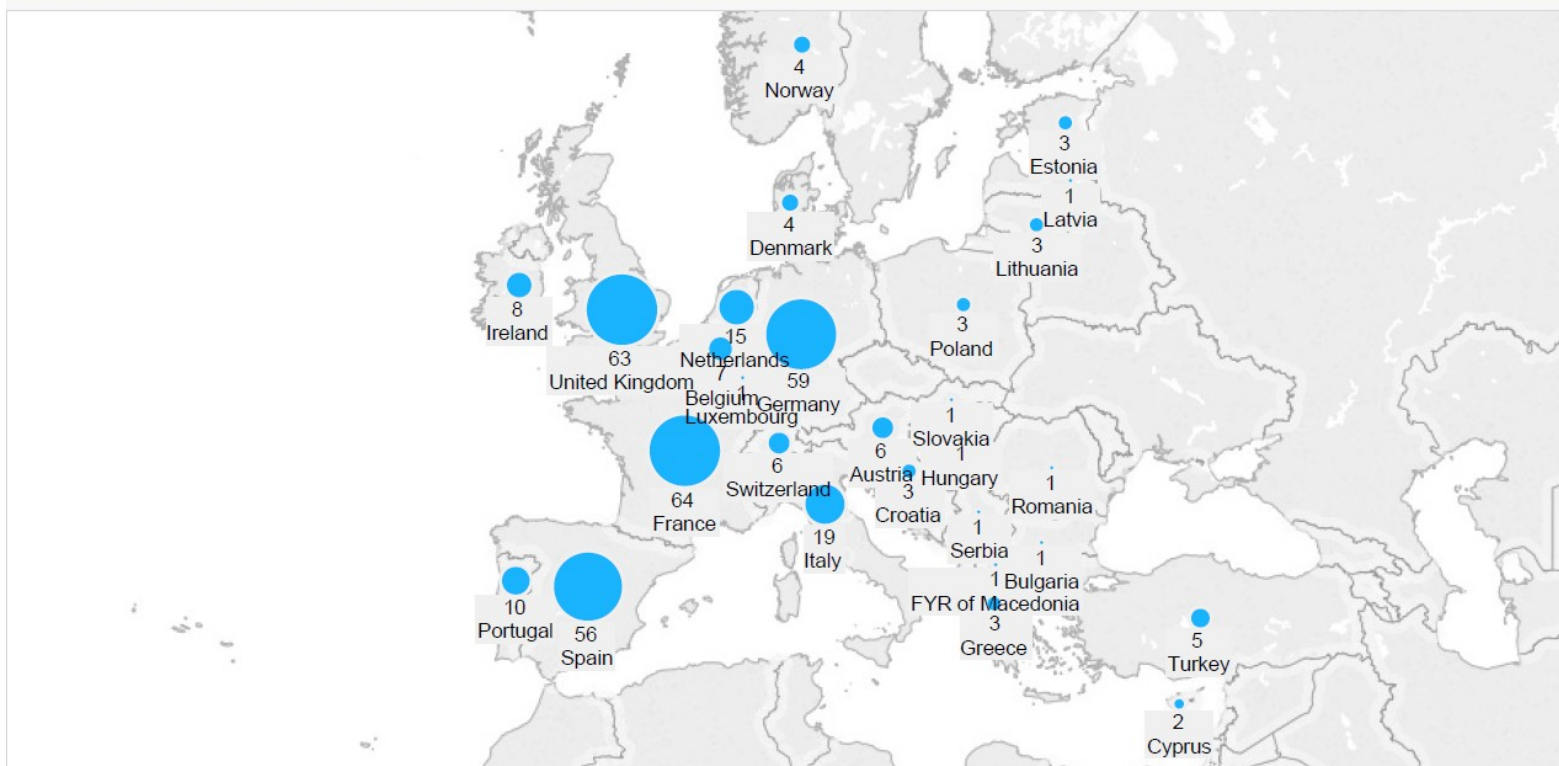 4
Norway
3
Estonia
1
Latvia
4
Denmark
3
Lithuania
8
Ireland
63
United Kingdom
15
Netherlands
7
Belgium
1
Luxembourg
59
Germany
3
Poland
1
Slovakia
1
Hungary
6
Austria
6
Switzerland
3
Croatia
1
Romania
64
France
19
Italy
1
Serbia
1
Bulgaria
1
FYR of Macedonia
10
Portugal
56
Spain
3
Greece
5
Turkey
2
Cyprus